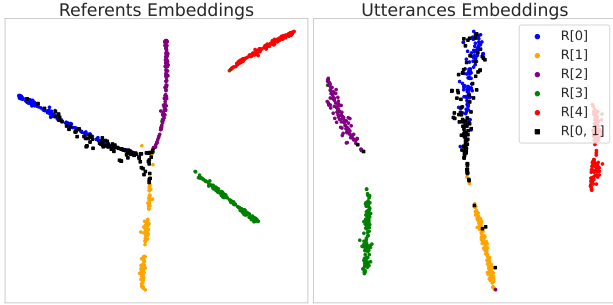 Referents Embeddings
Utterances Embeddings
R[0]
R[1]
R[2]
R[3]
R[4]
R[0, 1]